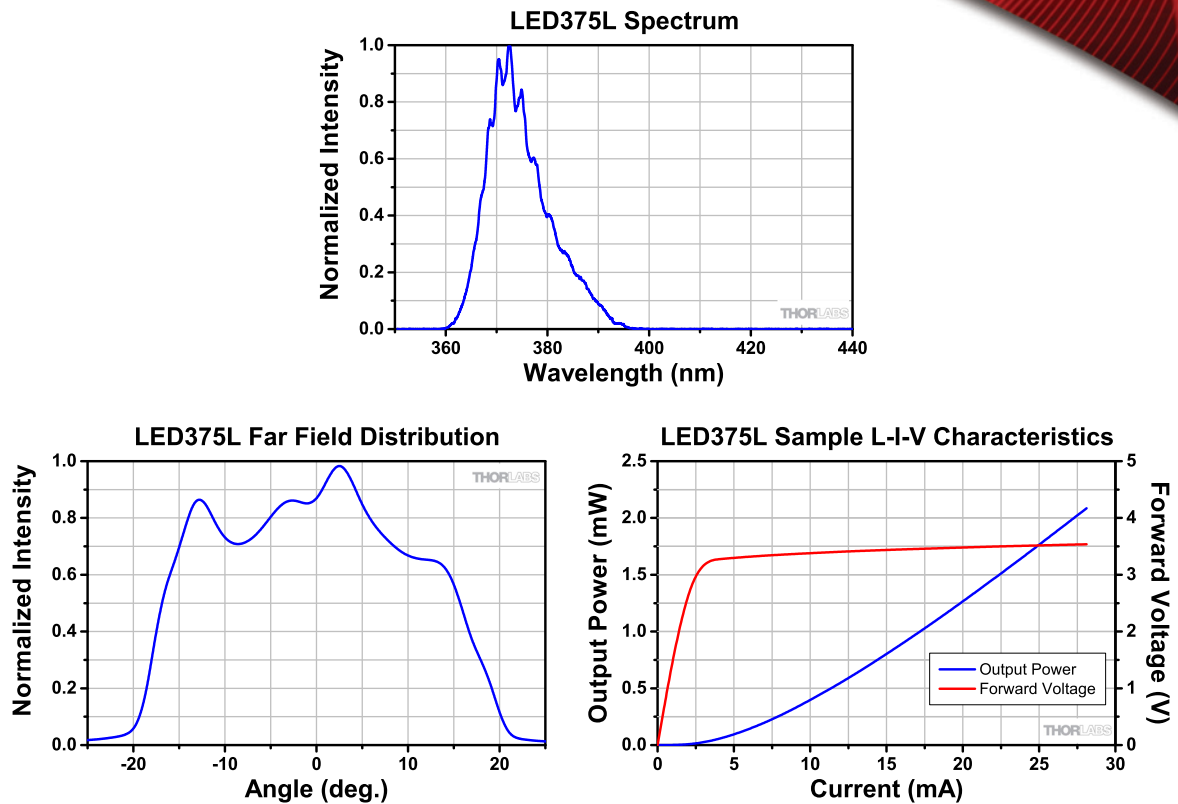 LED375L Spectrum
Normalized Intensity
1.0
0.8
0.6
0.4
0.2
0.0
360 380 400 420 440
Wavelength (nm)
THORLABS
LED375L Far Field Distribution
Normalized Intensity
1.0
0.8
0.6
0.4
0.2
0.0
-20 -10 0 10 20
Angle (deg.)
THORLABS
LED375L Sample L-I-V Characteristics
Output Power (mW)
2.5
2.0
1.5
1.0
0.5
0.0
0 5 10 15 20 25 30
Current (mA)
5
4
3
2
1
0
Forward Voltage (V)
Output Power
Forward Voltage
THORLABS